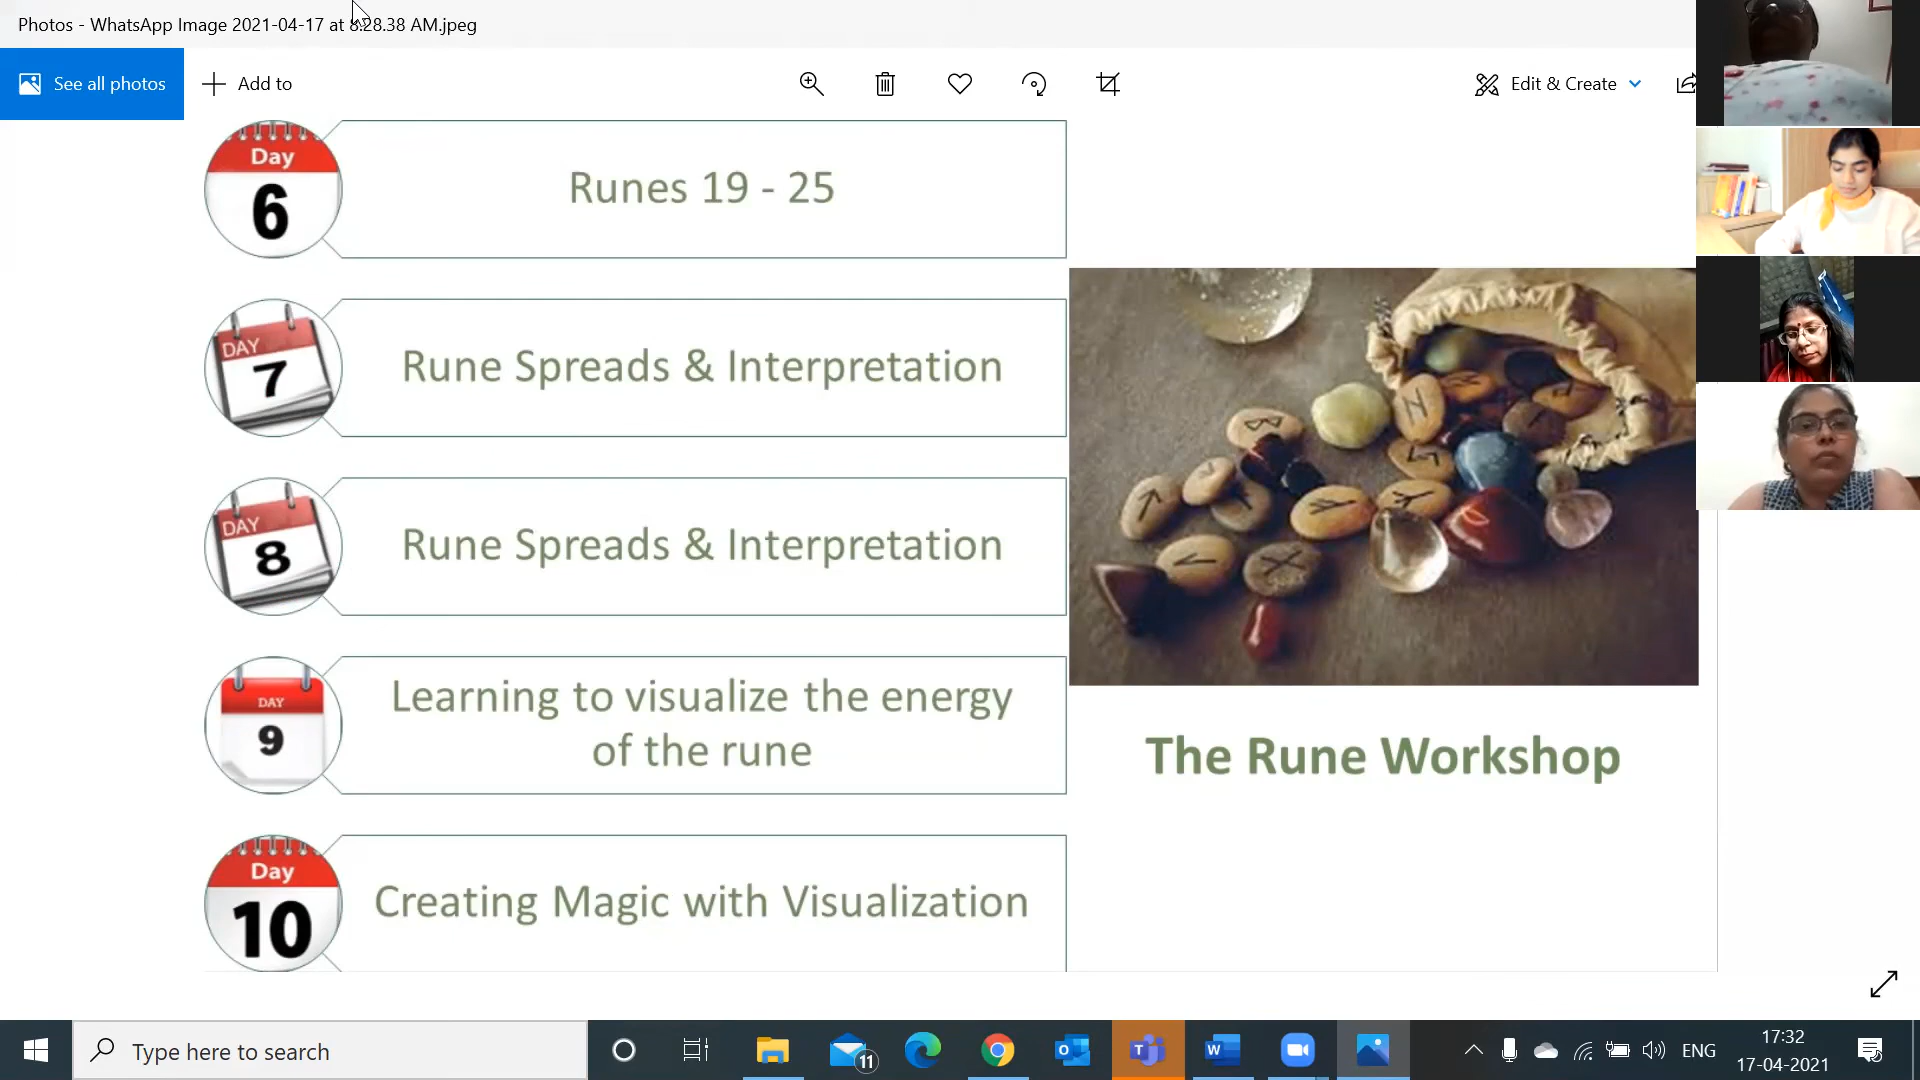 Photos - WhatsApp Image 2021-04-17 at 8.28.38 AM.jpeg
See all photos
Add to
Edit & Create
Day
6
Runes 19 - 25
DAY
7
Rune Spreads & Interpretation
DAY
8
Rune Spreads & Interpretation
DAY
9
Learning to visualize the energy
of the rune
Day
10
Creating Magic with Visualization
The Rune Workshop
Type here to search
11
ENG
17:32
17-04-2021